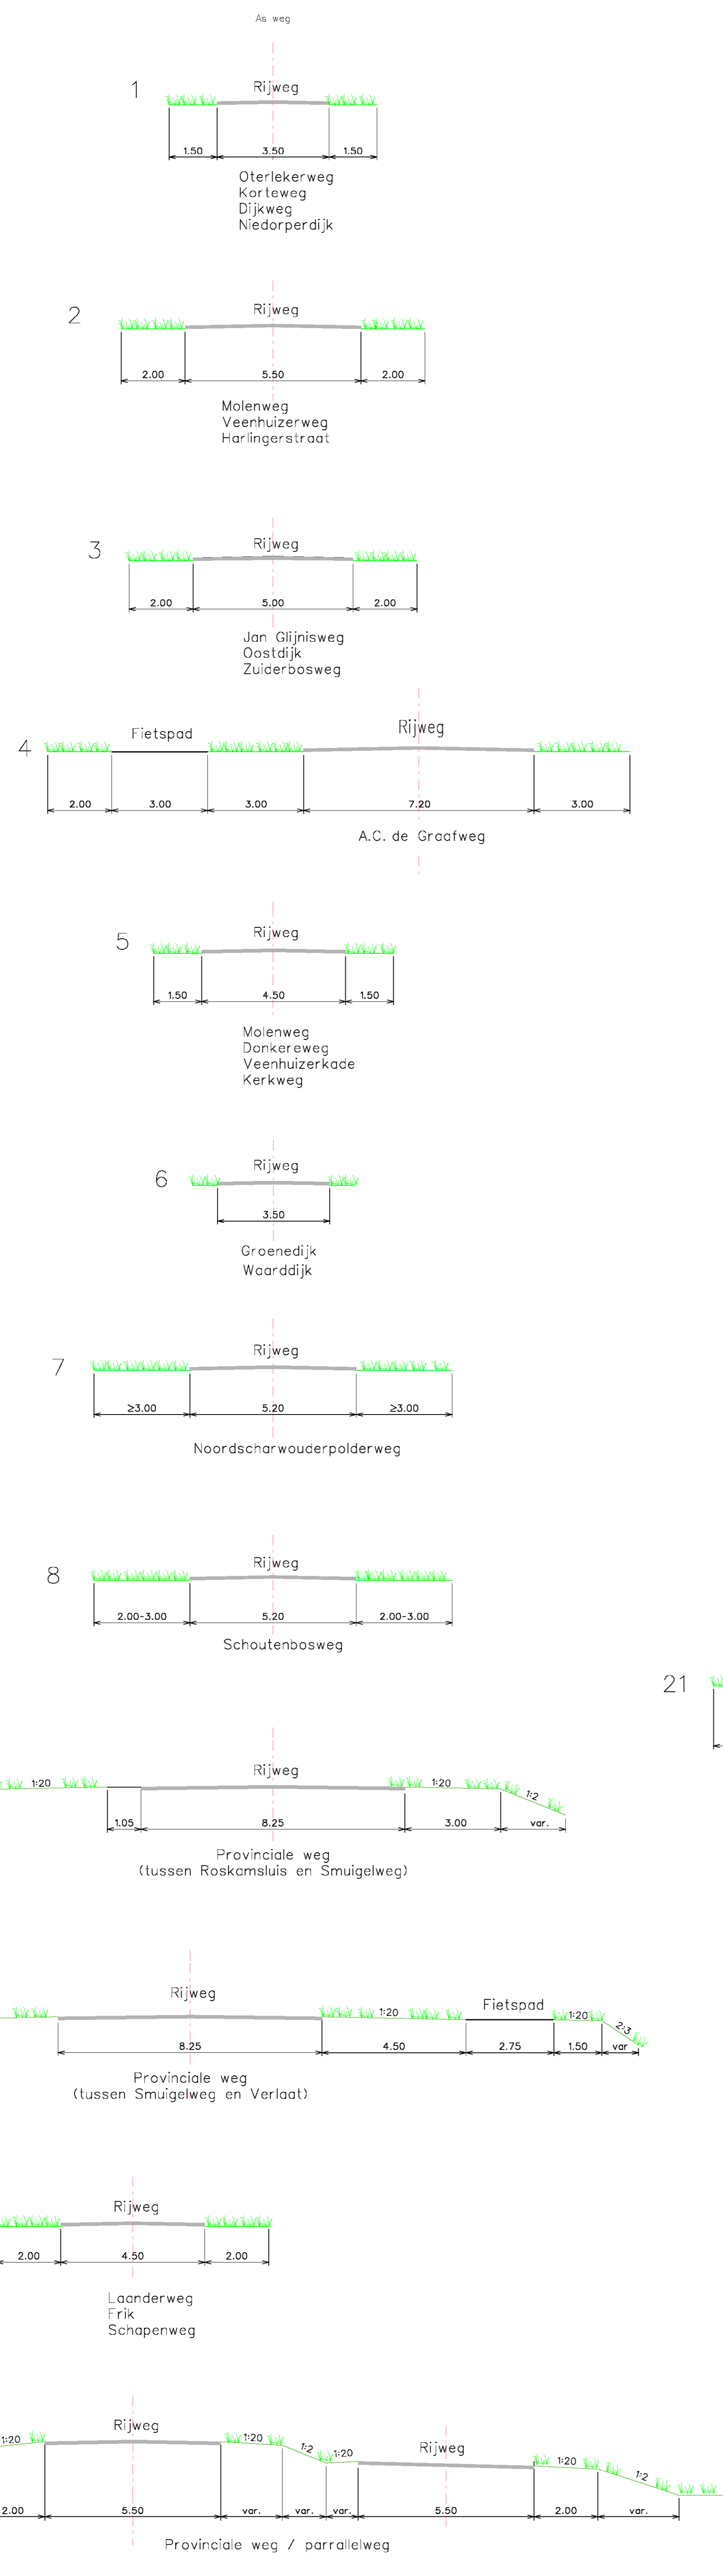 As weg
1
Rijweg
1.50 3.50 1.50
Oterlekerweg
Korteweg
Dijkweg
Niedorperdijk
2
Rijweg
2.00 5.50 2.00
Molenweg
Veenhuizerweg
Harlingerstraat
3
Rijweg
2.00 5.00 2.00
Jan Glijnisweg
Oostdijk
Zuiderbosweg
4
Fietspad Rijweg
2.00 3.00 3.00 7.20 3.00
A.C. de Graafweg
5
Rijweg
1.50 4.50 1.50
Molenweg
Donkereweg
Veenhuizerkade
Kerkweg
6
Rijweg
3.50
Groenedijk
Waarddijk
7
Rijweg
≥3.00 5.20 ≥3.00
Noordscharwouderpolderweg
8
Rijweg
2.00-3.00 5.20 2.00-3.00
Schoutenbosweg
21
Rijweg
1:20 1:20 1:2
1.05 8.25 3.00 var.
Provinciale weg
(tussen Roskamsluis en Smuigelweg)
Rijweg Fietspad
1:20 1:20 2:3
8.25 4.50 2.75 1.50 var
Provinciale weg
(tussen Smuigelweg en Verlaat)
Rijweg
2.00 4.50 2.00
Laanderweg
Frik
Schapenweg
Rijweg Rijweg
1:20 1:20 1:2 1:20 1:20 1:2
2.00 5.50 var. var. var. 5.50 2.00 var.
Provinciale weg / parrallelweg